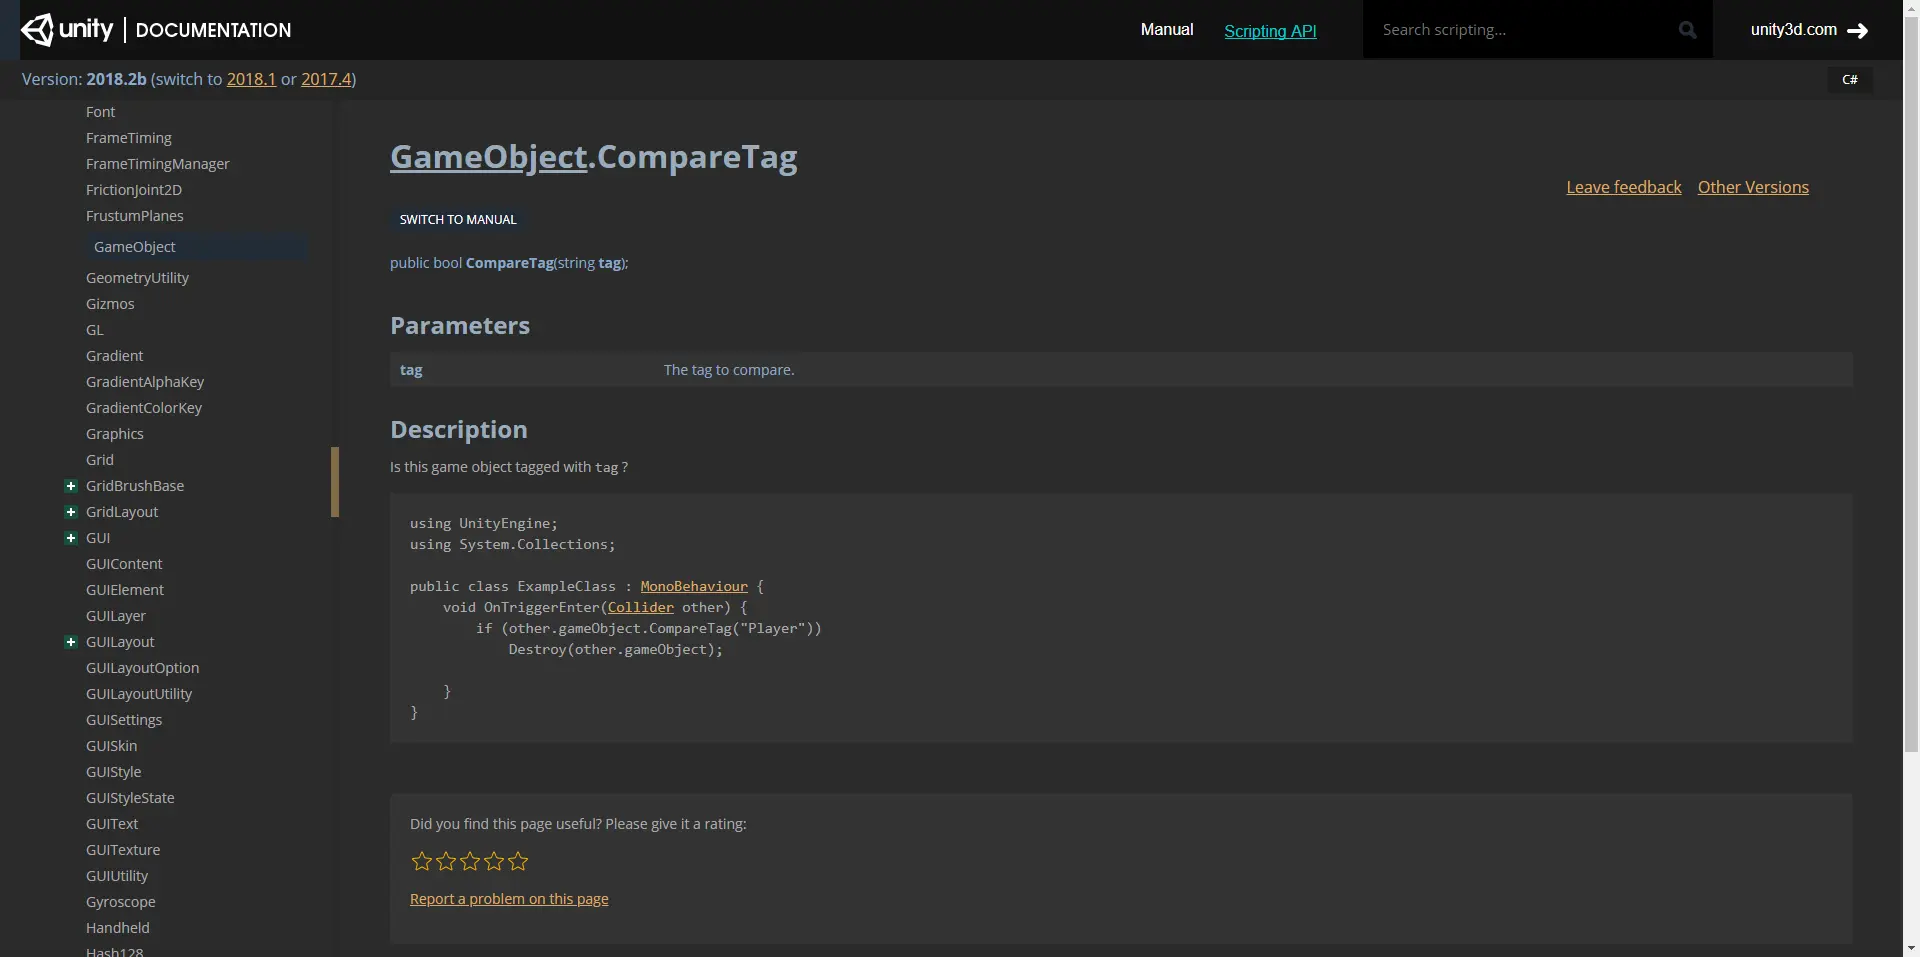 unity | DOCUMENTATION
Manual
Scripting API
Search scripting...
unity3d.com
Version: 2018.2b (switch to 2018.1 or 2017.4)
C#
Font
FrameTiming
FrameTimingManager
FrictionJoint2D
FrustumPlanes
GameObject
GeometryUtility
Gizmos
GL
Gradient
GradientAlphaKey
GradientColorKey
Graphics
Grid
GridBrushBase
GridLayout
GUI
GUIContent
GUIElement
GUILayer
GUILayout
GUILayoutOption
GUILayoutUtility
GUISettings
GUISkin
GUIStyle
GUIStyleState
GUIText
GUITexture
GUIUtility
Gyroscope
Handheld
Hash128
GameObject.CompareTag
Leave feedback
Other Versions
SWITCH TO MANUAL
public bool CompareTag(string tag);
Parameters
tag The tag to compare.
Description
Is this game object tagged with tag ?
using UnityEngine;
using System.Collections;
public class ExampleClass : MonoBehaviour {
void OnTriggerEnter(Collider other) {
if (other.gameObject.CompareTag("Player"))
Destroy(other.gameObject);
}
}
Did you find this page useful? Please give it a rating:
Report a problem on this page